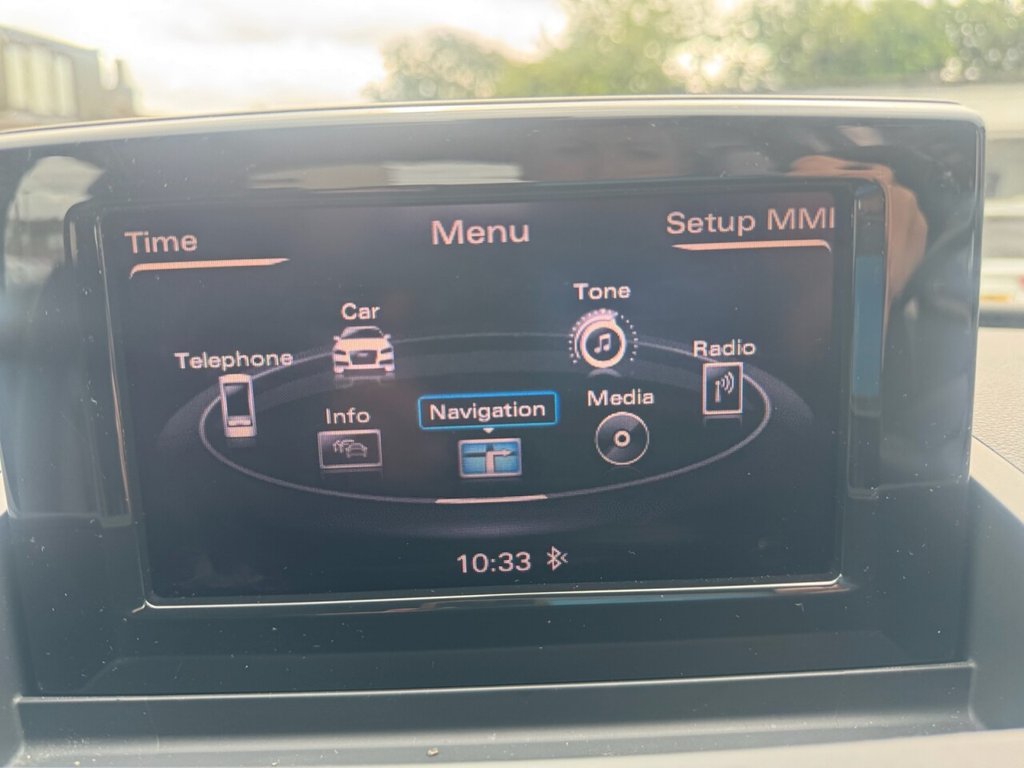 Time
Menu
Setup MMI
Car
Tone
Telephone
Radio
Info
Navigation
Media
10:33